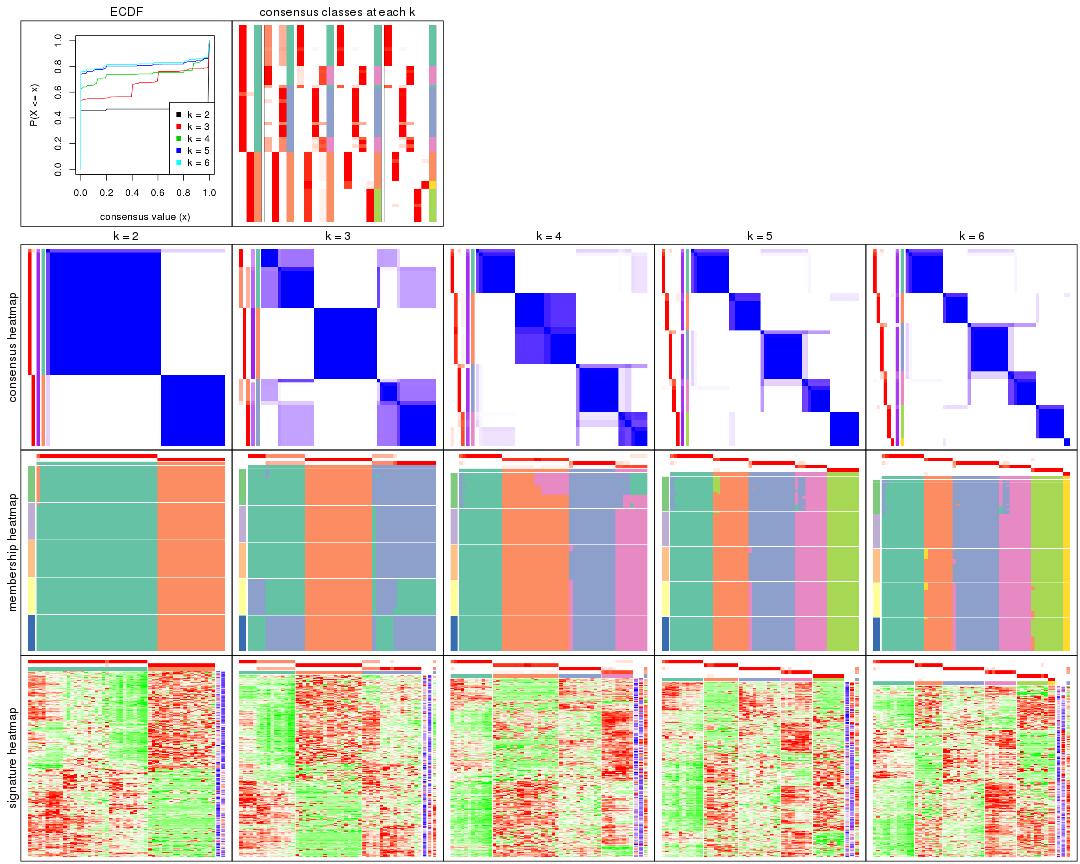 ECDF
consensus classes at each k
P(X <= x)
1.0
0.8
0.6
0.4
0.2
0.0
k = 2
k = 3
k = 4
k = 5
k = 6
0.0 0.2 0.4 0.6 0.8 1.0
consensus value (x)
k = 2
k = 3
k = 4
k = 5
k = 6
consensus heatmap
membership heatmap
signature heatmap